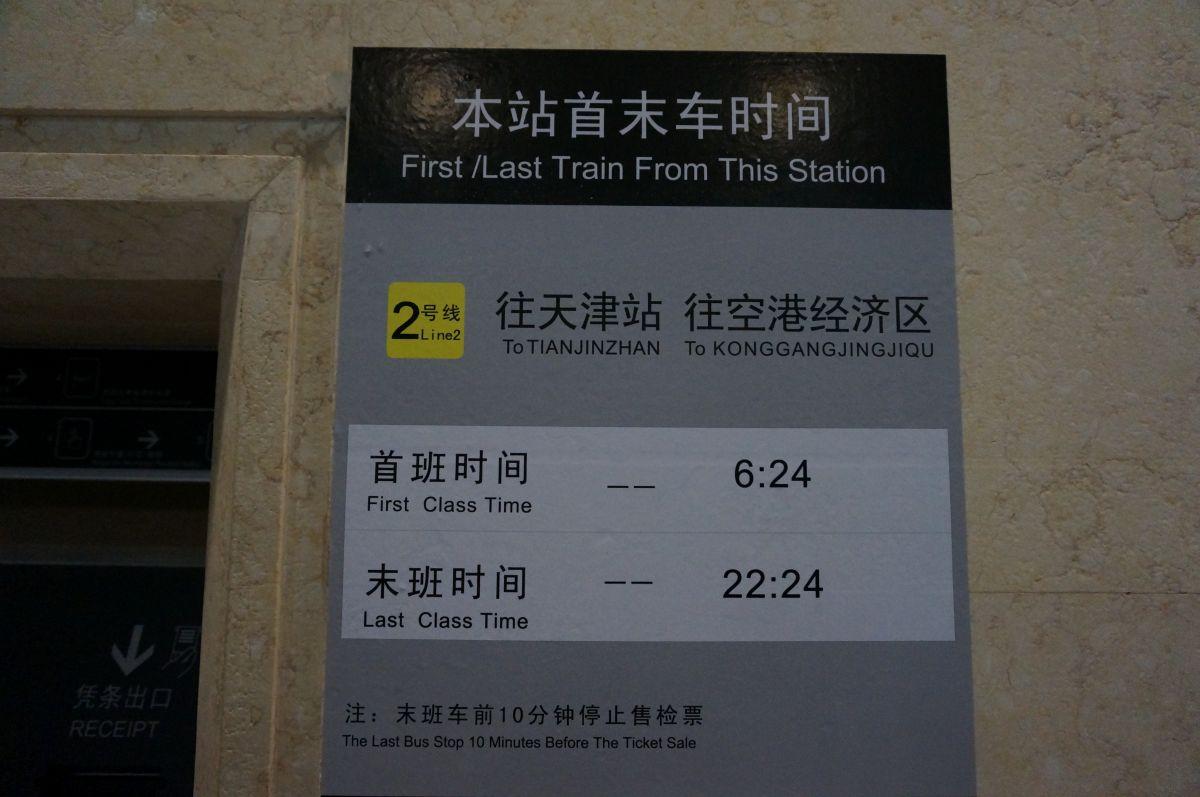 本站首末车时间
First /Last Train From This Station
2号线
Line2
往天津站 往空港经济区
To TIANJINZHAN To KONGGANGJINGJIQU
首班时间 —— 6:24
First Class Time
末班时间 —— 22:24
Last Class Time
注：末班车前10分钟停止售检票
The Last Bus Stop 10 Minutes Before The Ticket Sale
凭条出口
RECEIPT